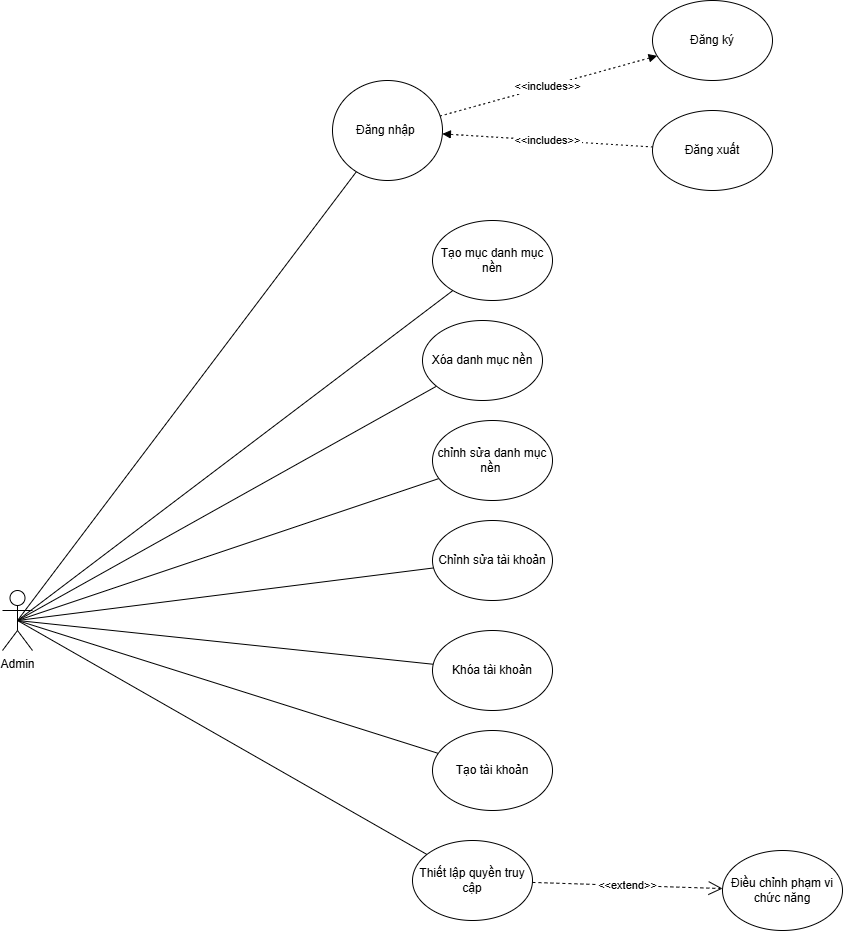 Đăng ký
<<includes>>
Đăng nhập
<<includes>>
Đăng xuất
Tạo mục danh mục
nền
Xóa danh mục nền
chỉnh sửa danh mục
nền
Chỉnh sửa tài khoản
Admin
Khóa tài khoản
Tạo tài khoản
Thiết lập quyền truy
cập
<<extend>>
Điều chỉnh phạm vi
chức năng